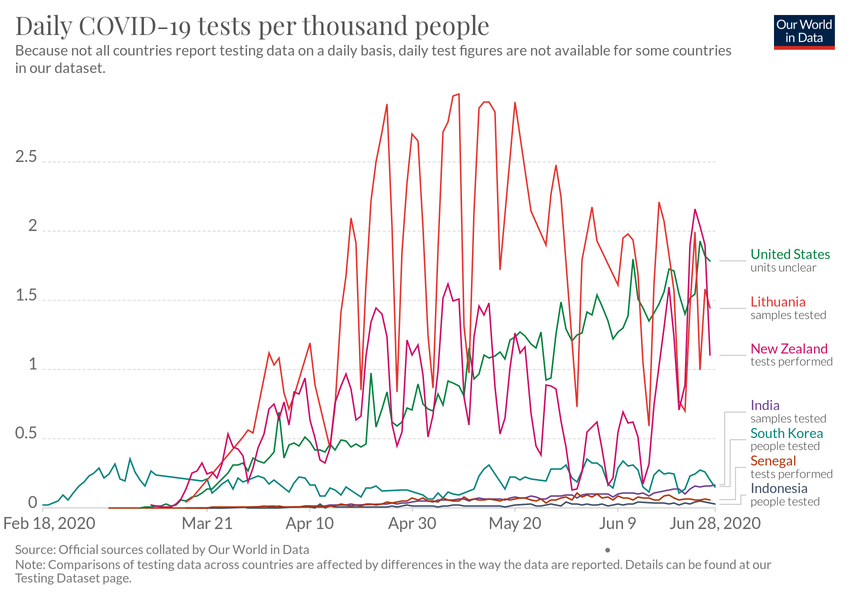 Daily COVID-19 tests per thousand people
Our World
in Data
Because not all countries report testing data on a daily basis, daily test figures are not available for some countries
in our dataset.
2.5
2
1.5
1
0.5
0
United States
units unclear
Lithuania
samples tested
New Zealand
tests performed
India
samples tested
South Korea
people tested
Senegal
tests performed
Indonesia
people tested
Feb 18, 2020
Mar 21
Apr 10
Apr 30
May 20
Jun 9
Jun 28, 2020
Source: Official sources collated by Our World in Data
Note: Comparisons of testing data across countries are affected by differences in the way the data are reported. Details can be found at our
Testing Dataset page.